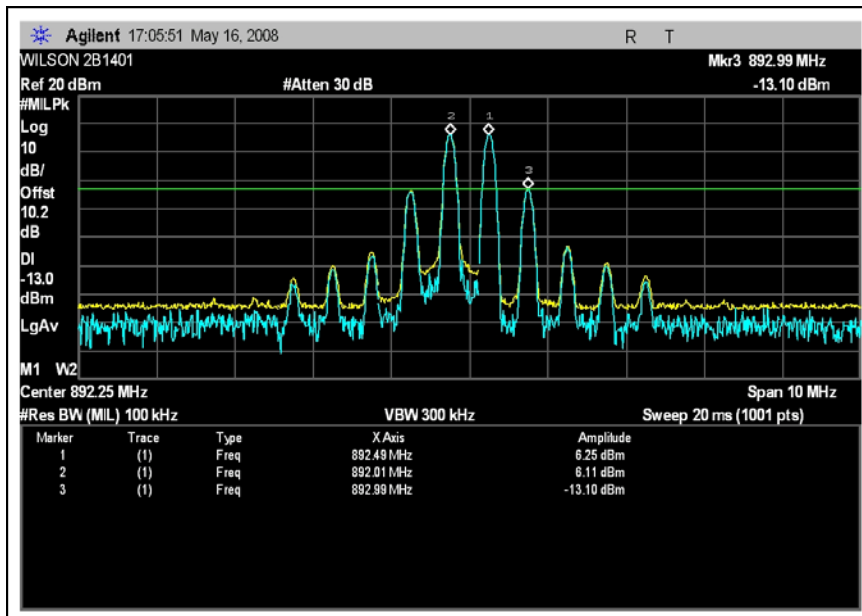 Agilent 17:05:51 May 16, 2008 R T
WILSON 2B1401 Mkr3 892.99 MHz
Ref 20 dBm #Atten 30 dB -13.10 dBm
#MILPk
Log
10
dB/
Offst
10.2
dB
DI
-13.0
dBm
LgAv
M1 W2
2 1
3
Center 892.25 MHz Span 10 MHz
#Res BW (MIL) 100 kHz VBW 300 kHz Sweep 20 ms (1001 pts)
Marker Trace Type X Axis Amplitude
1 (1) Freq 892.49 MHz 6.25 dBm
2 (1) Freq 892.01 MHz 6.11 dBm
3 (1) Freq 892.99 MHz -13.10 dBm